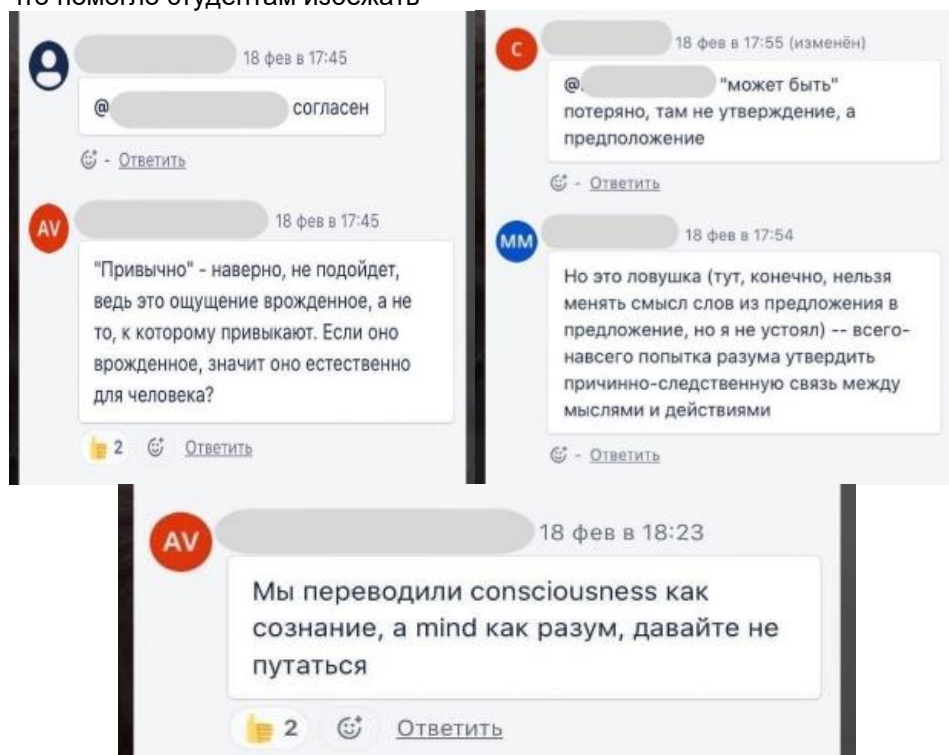 что помогло студентам избежать
18 фев в 17:45
@ согласен
- Ответить
AV
18 фев в 17:45
"Привычно" - наверно, не подойдет,
ведь это ощущение врожденное, а не
то, к которому привыкают. Если оно
врожденное, значит оно естественно
для человека?
2 Ответить
C
18 фев в 17:55 (изменён)
@. "может быть"
потеряно, там не утверждение, а
предположение
- Ответить
MM
18 фев в 17:54
Но это ловушка (тут, конечно, нельзя
менять смысл слов из предложения в
предложение, но я не устоял) -- всего-
навсего попытка разума утвердить
причинно-следственную связь между
мыслями и действиями
- Ответить
AV
18 фев в 18:23
Мы переводили consciousness как
сознание, а mind как разум, давайте не
путаться
2 Ответить